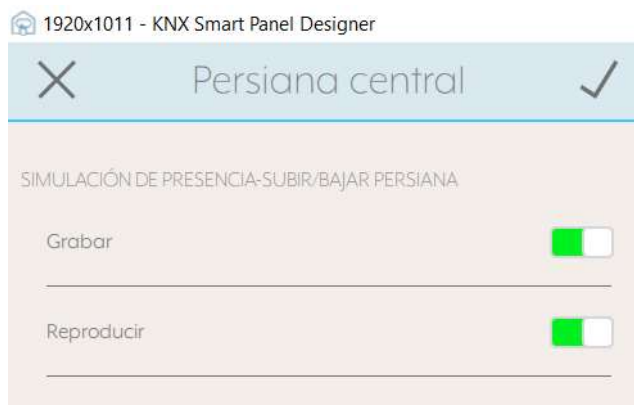 1920x1011 - KNX Smart Panel Designer
Persiana central
SIMULACIÓN DE PRESENCIA-SUBIR/BAJAR PERSIANA
Grabar
Reproducir